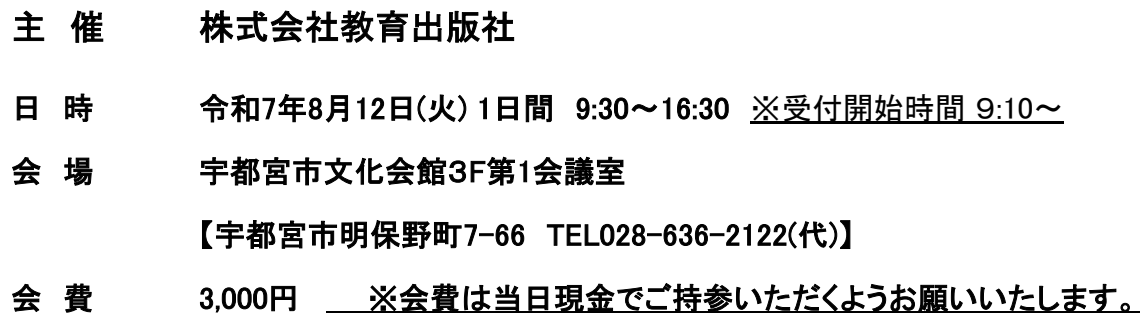 主　催　株式会社教育出版社
日　時　令和7年8月12日(火) 1日間　9:30～16:30　※受付開始時間 9:10～
会　場　宇都宮市文化会館3F第1会議室
【宇都宮市明保野町7-66　TEL028-636-2122(代)】
会　費　3,000円　※会費は当日現金でご持参いただくようお願いいたします。